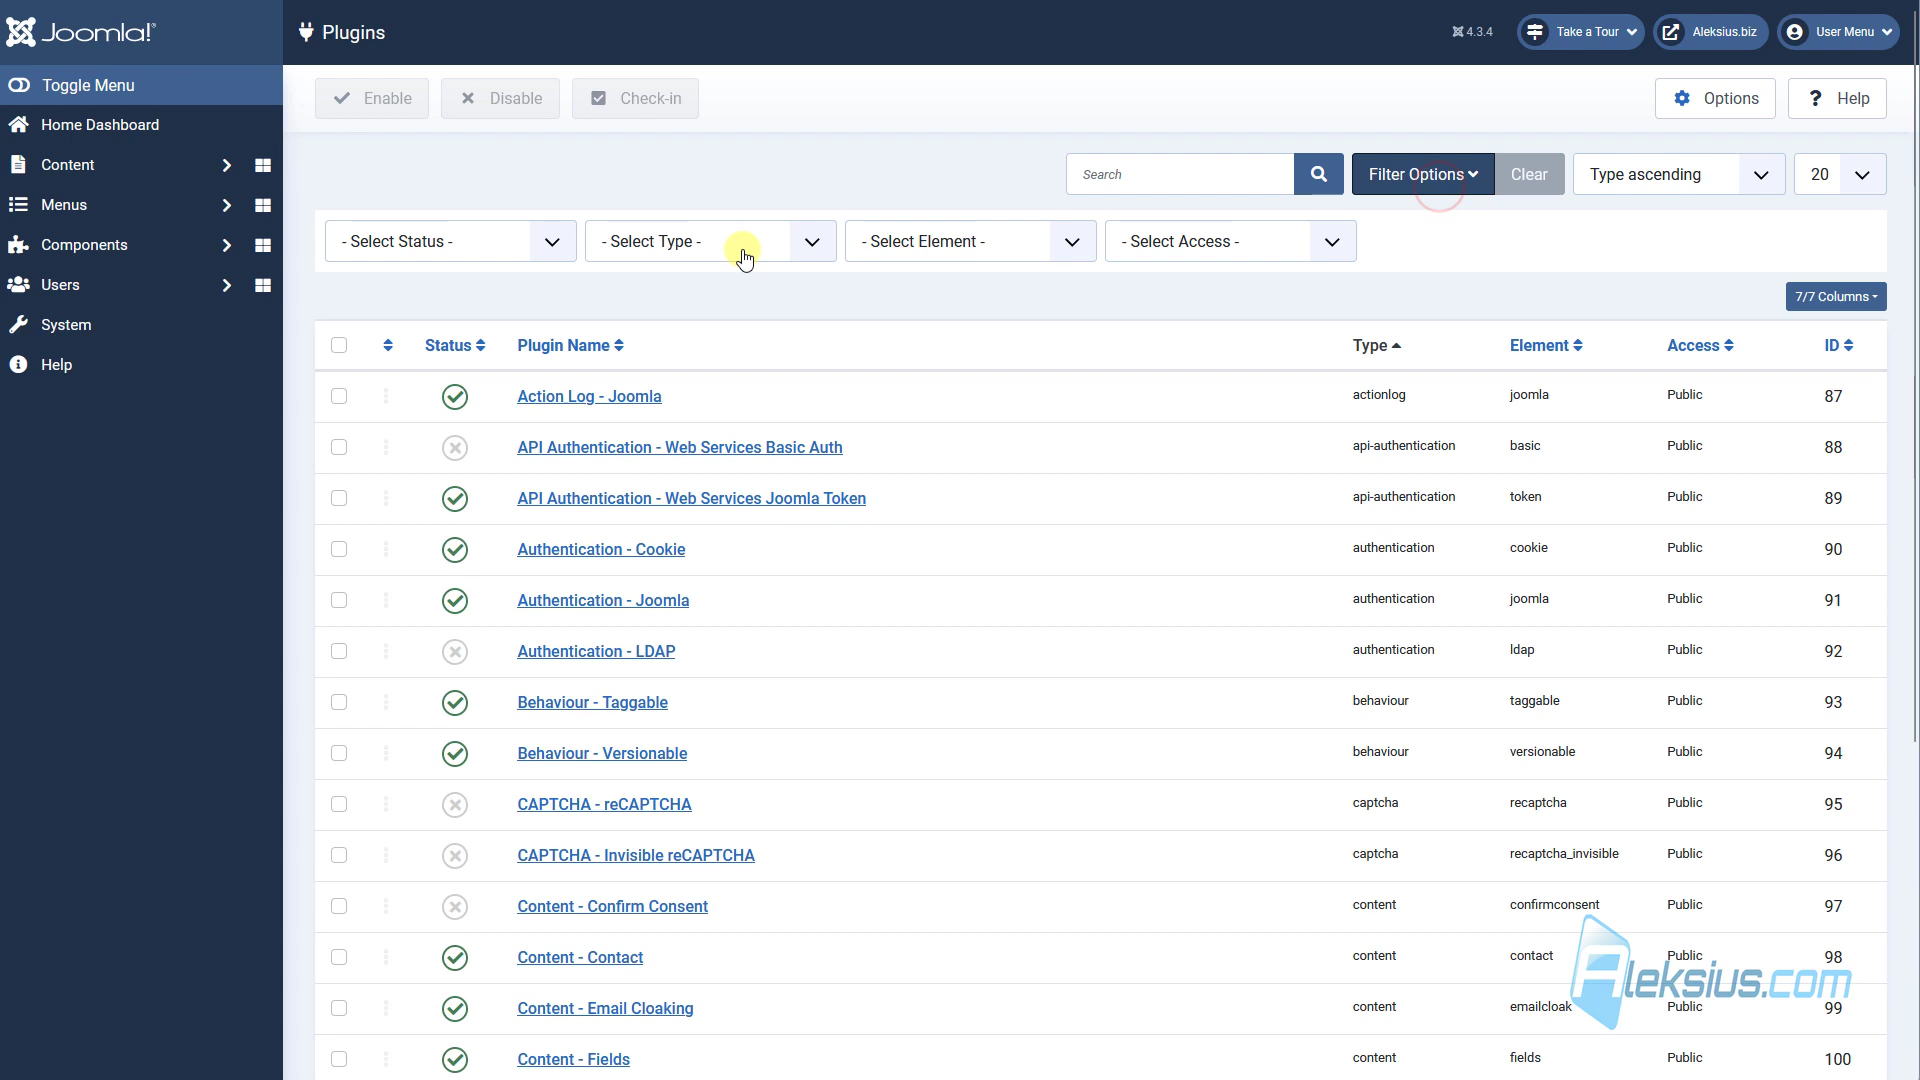 Joomla!
Plugins
4.3.4
Take a Tour
Aleksius.biz
User Menu
Toggle Menu
Home Dashboard
Content
Menus
Components
Users
System
Help
Enable
Disable
Check-in
Options
? Help
Search
Filter Options
Clear
Type ascending
20
- Select Status -
- Select Type -
- Select Element -
- Select Access -
7/7 Columns
Status Plugin Name Type Element Access ID
Action Log - Joomla actionlog joomla Public 87
API Authentication - Web Services Basic Auth api-authentication basic Public 88
API Authentication - Web Services Joomla Token api-authentication token Public 89
Authentication - Cookie authentication cookie Public 90
Authentication - Joomla authentication joomla Public 91
Authentication - LDAP authentication ldap Public 92
Behaviour - Taggable behaviour taggable Public 93
Behaviour - Versionable behaviour versionable Public 94
CAPTCHA - reCAPTCHA captcha recaptcha Public 95
CAPTCHA - Invisible reCAPTCHA captcha recaptcha_invisible Public 96
Content - Confirm Consent content confirmconsent Public 97
Content - Contact content contact Public 98
Aleksius.com
Content - Email Cloaking content emailcloak Public 99
Content - Fields content fields Public 100